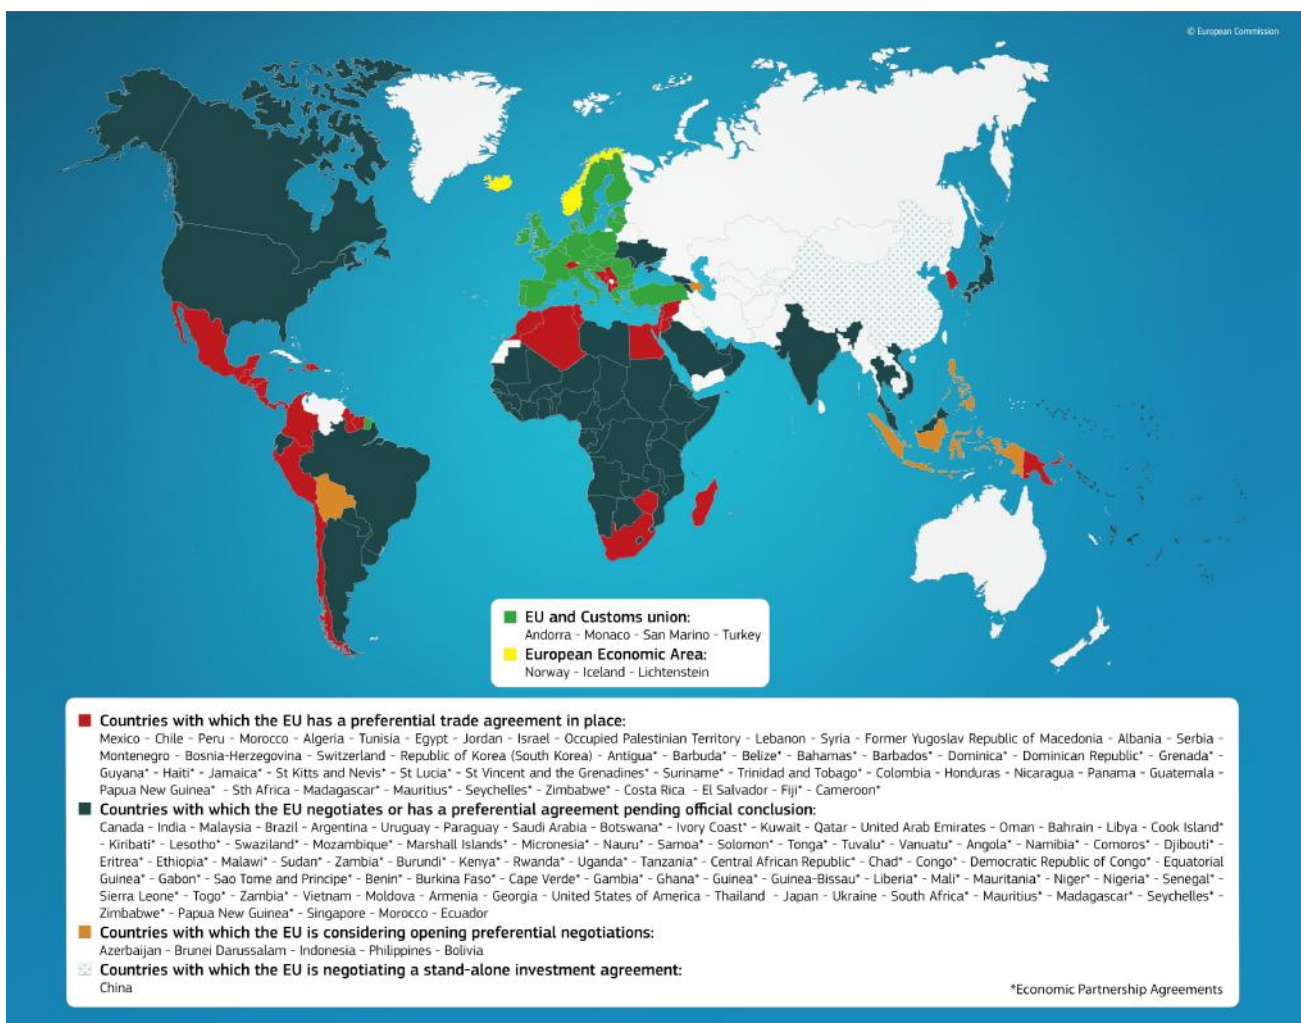 © European Commission
EU and Customs union:
Andorra - Monaco - San Marino - Turkey
European Economic Area:
Norway - Iceland - Lichtenstein
Countries with which the EU has a preferential trade agreement in place:
Mexico - Chile - Peru - Morocco - Algeria - Tunisia - Egypt - Jordan - Israel - Occupied Palestinian Territory - Lebanon - Syria - Former Yugoslav Republic of Macedonia - Albania - Serbia -
Montenegro - Bosnia-Herzegovina - Switzerland - Republic of Korea (South Korea) - Antigua* - Barbuda* - Belize* - Bahamas* - Barbados* - Dominica* - Dominican Republic* - Grenada* -
Guyana* - Haiti* - Jamaica* - St Kitts and Nevis* - St Lucia* - St Vincent and the Grenadines* - Suriname* - Trinidad and Tobago* - Colombia - Honduras - Nicaragua - Panama - Guatemala -
Papua New Guinea* - Sth Africa - Madagascar* - Mauritius* - Seychelles* - Zimbabwe* - Costa Rica - El Salvador - Fiji* - Cameroon*
Countries with which the EU negotiates or has a preferential agreement pending official conclusion:
Canada - India - Malaysia - Brazil - Argentina - Uruguay - Paraguay - Saudi Arabia - Botswana* - Ivory Coast* - Kuwait - Qatar - United Arab Emirates - Oman - Bahrain - Libya - Cook Island*
- Kiribati* - Lesotho* - Swaziland* - Mozambique* - Marshall Islands* - Micronesia* - Nauru* - Samoa* - Solomon* - Tonga* - Tuvalu* - Vanuatu* - Angola* - Namibia* - Comoros* - Djibouti* -
Eritrea* - Ethiopia* - Malawi* - Sudan* - Zambia* - Burundi* - Kenya* - Rwanda* - Uganda* - Tanzania* - Central African Republic* - Chad* - Congo* - Democratic Republic of Congo* - Equatorial
Guinea* - Gabon* - Sao Tome and Principe* - Benin* - Burkina Faso* - Cape Verde* - Gambia* - Ghana* - Guinea* - Guinea-Bissau* - Liberia* - Mali* - Mauritania* - Niger* - Nigeria* - Senegal* -
Sierra Leone* - Togo* - Zambia* - Vietnam - Moldova - Armenia - Georgia - United States of America - Thailand - Japan - Ukraine - South Africa* - Mauritius* - Madagascar* - Seychelles* -
Zimbabwe* - Papua New Guinea* - Singapore - Morocco - Ecuador
Countries with which the EU is considering opening preferential negotiations:
Azerbaijan - Brunei Darussalam - Indonesia - Philippines - Bolivia
Countries with which the EU is negotiating a stand-alone investment agreement:
China
*Economic Partnership Agreements